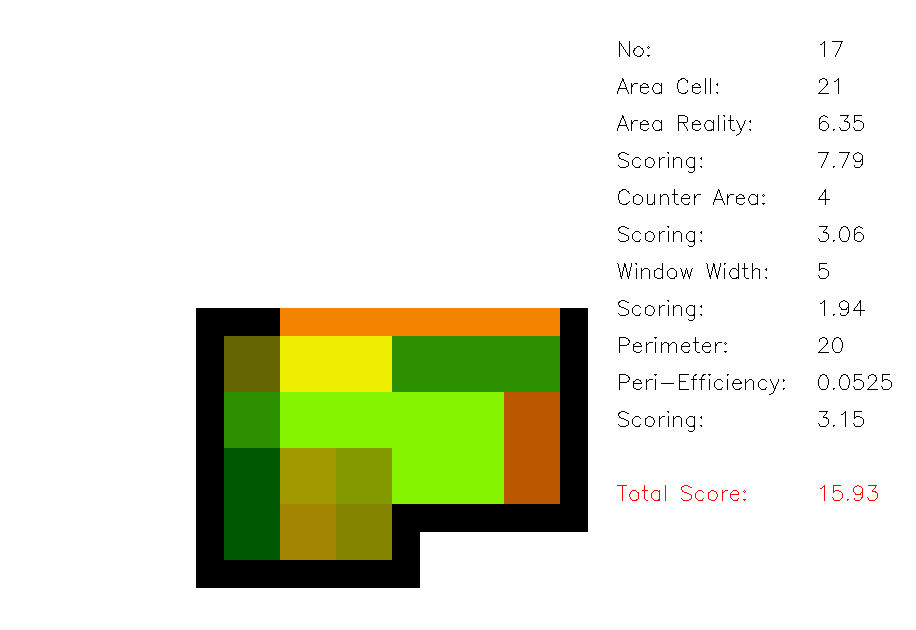 No: 17
Area Cell: 21
Area Reality: 6.35
Scoring: 7.79
Counter Area: 4
Scoring: 3.06
Window Width: 5
Scoring: 1.94
Perimeter: 20
Peri-Efficiency: 0.0525
Scoring: 3.15
Total Score: 15.93